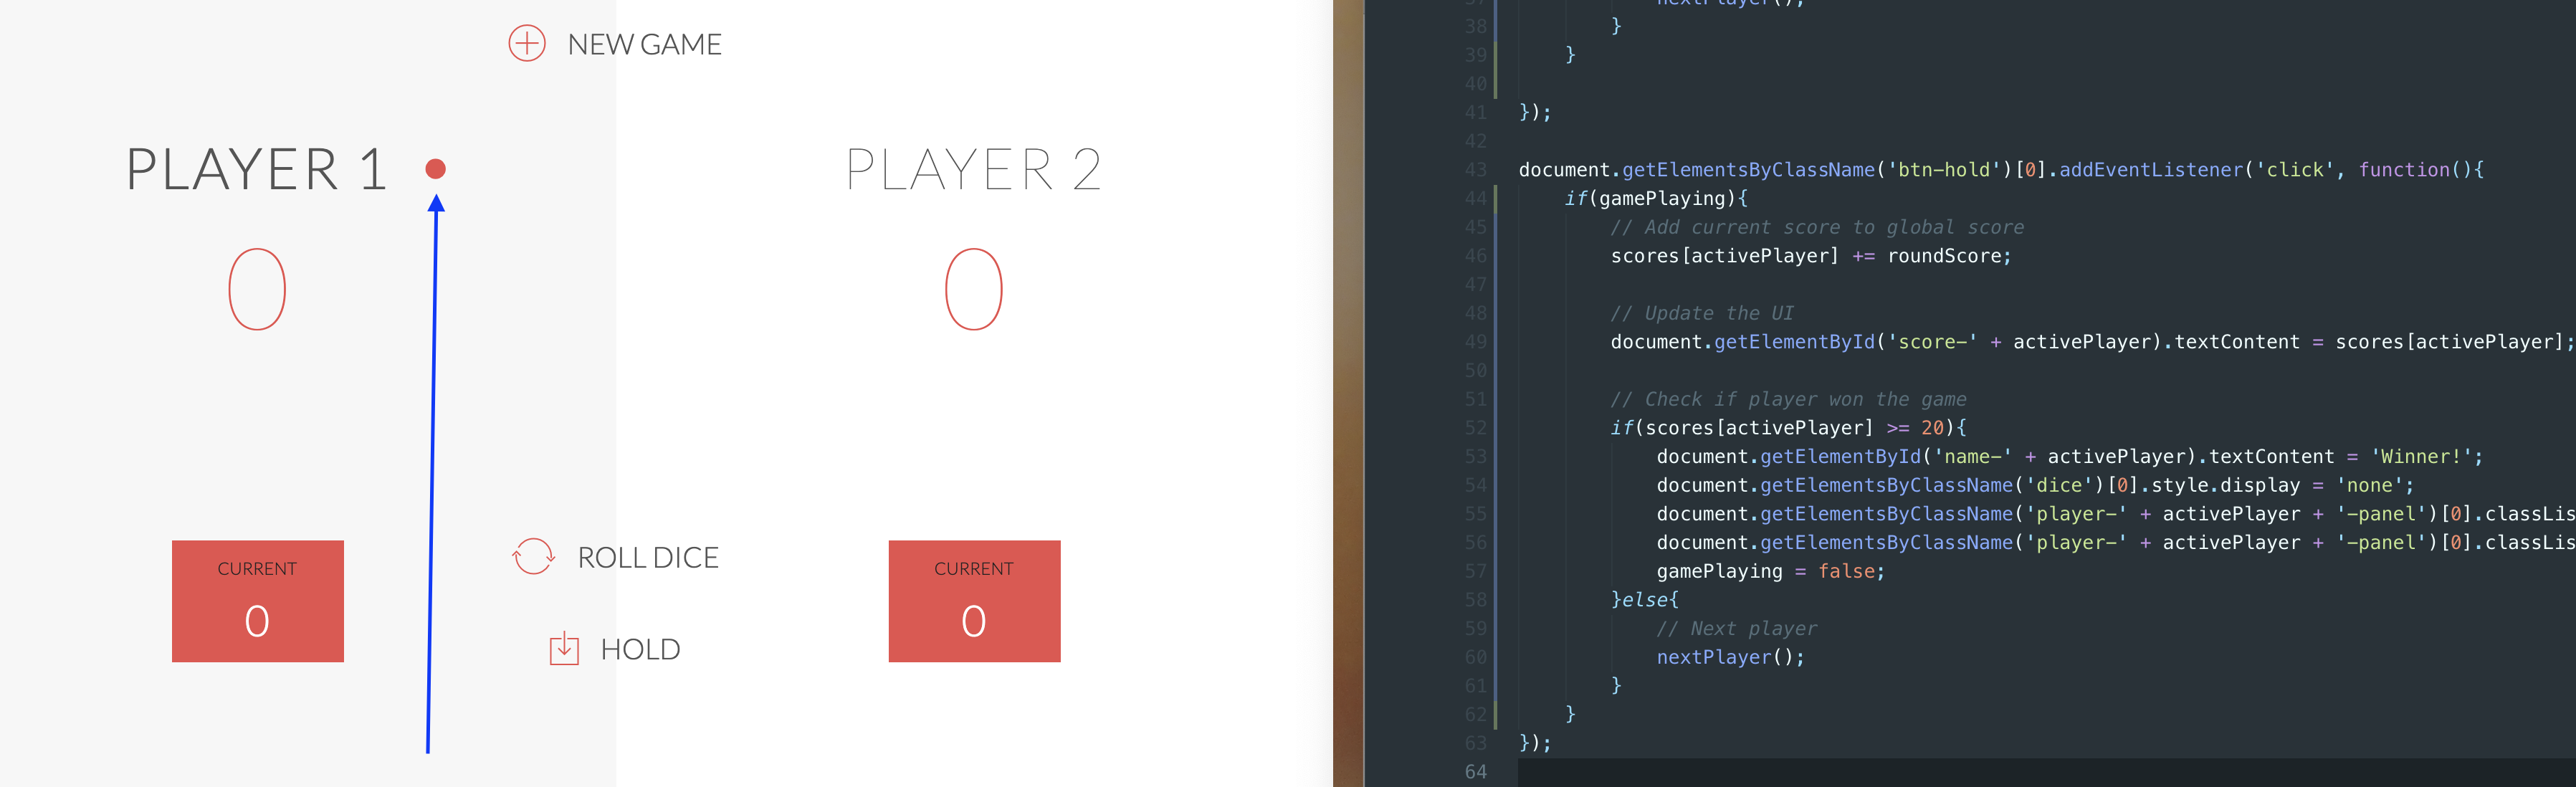 NEW GAME
PLAYER 1
PLAYER 2
0
0
CURRENT
0
CURRENT
0
ROLL DICE
HOLD
37 nextPlayer();
38 }
39 }
40
41 });
42
43 document.getElementsByClassName('btn-hold')[0].addEventListener('click', function(){
44 if(gamePlaying){
45 // Add current score to global score
46 scores[activePlayer] += roundScore;
47
48 // Update the UI
49 document.getElementById('score-' + activePlayer).textContent = scores[activePlayer];
50
51 // Check if player won the game
52 if(scores[activePlayer] >= 20){
53 document.getElementById('name-' + activePlayer).textContent = 'Winner!';
54 document.getElementsByClassName('dice')[0].style.display = 'none';
55 document.getElementsByClassName('player-' + activePlayer + '-panel')[0].classLis
56 document.getElementsByClassName('player-' + activePlayer + '-panel')[0].classLis
57 gamePlaying = false;
58 }else{
59 // Next player
60 nextPlayer();
61 }
62 }
63 });
64